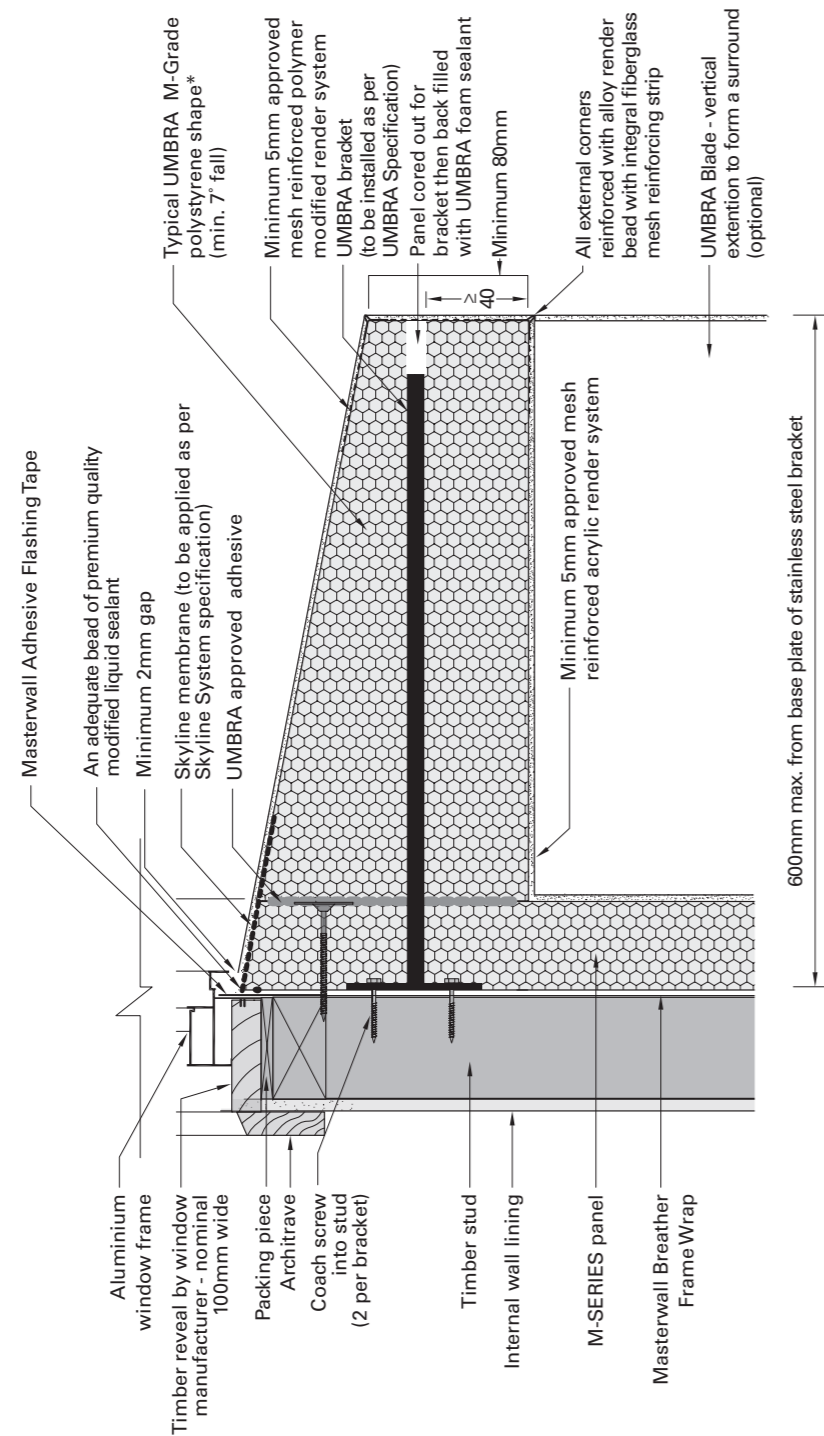 Masterwall Adhesive Flashing Tape
An adequate bead of premium quality
modified liquid sealant
Minimum 2mm gap
Skyline membrane (to be applied as per
Skyline System specification)
UMBRA approved adhesive
Typical UMBRA M-Grade
polystyrene shape*
(min. 7° fall)
Minimum 5mm approved
mesh reinforced polymer
modified render system
UMBRA bracket
(to be installed as per
UMBRA Specification)
Panel cored out for
bracket then back filled
with UMBRA foam sealant
Minimum 80mm
≥
40
All external corners
reinforced with alloy render
bead with integral fiberglass
mesh reinforcing strip
UMBRA Blade - vertical
extention to form a surround
(optional)
Minimum 5mm approved mesh
reinforced acrylic render system
600mm max. from base plate of stainless steel bracket
Aluminium
window frame
Timber reveal by window
manufacturer - nominal
100mm wide
Packing piece
Architrave
Coach screw
into stud
(2 per bracket)
Timber stud
Internal wall lining
M-SERIES panel
Masterwall Breather
Frame Wrap